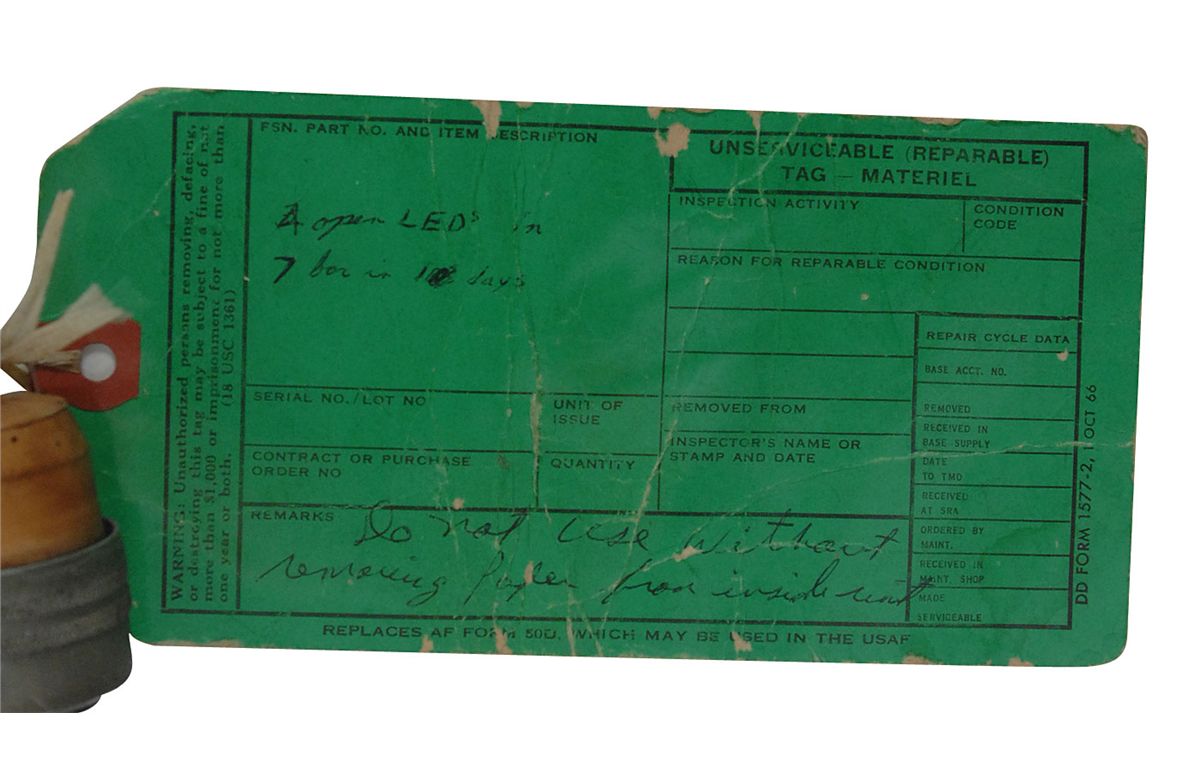 WARNING: Unauthorized persons removing, defacing,
or destroying this tag may be subject to a fine of not
more than $1,000 or imprisonment for not more than
one year or both. (18 USC 1361)
FSN. PART NO. AND ITEM DESCRIPTION
4 open LEDs in
7 bar in days
SERIAL NO./LOT NO
UNIT OF
ISSUE
CONTRACT OR PURCHASE
ORDER NO
QUANTITY
UNSERVICEABLE (REPARABLE)
TAG — MATERIEL
INSPECTION ACTIVITY
CONDITION
CODE
REASON FOR REPARABLE CONDITION
REMOVED FROM
INSPECTOR'S NAME OR
STAMP AND DATE
REPAIR CYCLE DATA
BASE ACCT. NO.
REMOVED
RECEIVED IN
BASE SUPPLY
DATE
TO TMO
RECEIVED
AT SRA
ORDERED BY
MAINT.
RECEIVED IN
MAINT. SHOP
MADE
SERVICEABLE
REMARKS
Do not use without
removing from inside unit
DD FORM 1577-2, 1 OCT 66
REPLACES AF FORM 50D, WHICH MAY BE USED IN THE USAF